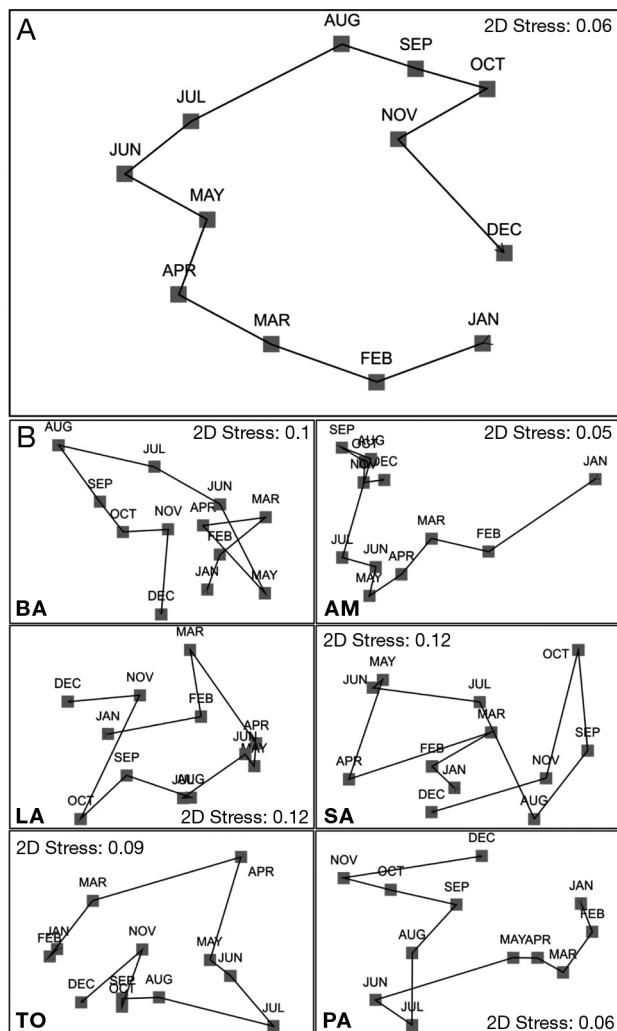 A
2D Stress: 0.06
AUG
SEP
OCT
JUL
NOV
JUN
MAY
DEC
APR
MAR
JAN
FEB
B
2D Stress: 0.1
AUG
JUL
SEP
JUN
OCT
NOV
APR
MAR
FEB
JAN
MAY
DEC
BA
2D Stress: 0.05
SEP
AUG
OCT
NOV
DEC
JAN
MAR
FEB
JUL
JUN
APR
MAY
AM
MAR
DEC
NOV
FEB
JAN
APR
JUN
MAY
SEP
JUL
AUG
OCT
LA
2D Stress: 0.12
2D Stress: 0.12
OCT
MAY
JUN
JUL
MAR
SEP
APR
FEB
JAN
NOV
DEC
AUG
SA
2D Stress: 0.09
APR
MAR
JAN
FEB
NOV
MAY
JUN
DEC
SEP
OCT
AUG
JUL
TO
DEC
NOV
OCT
SEP
JAN
FEB
AUG
MAY
APR
MAR
JUN
JUL
PA
2D Stress: 0.06